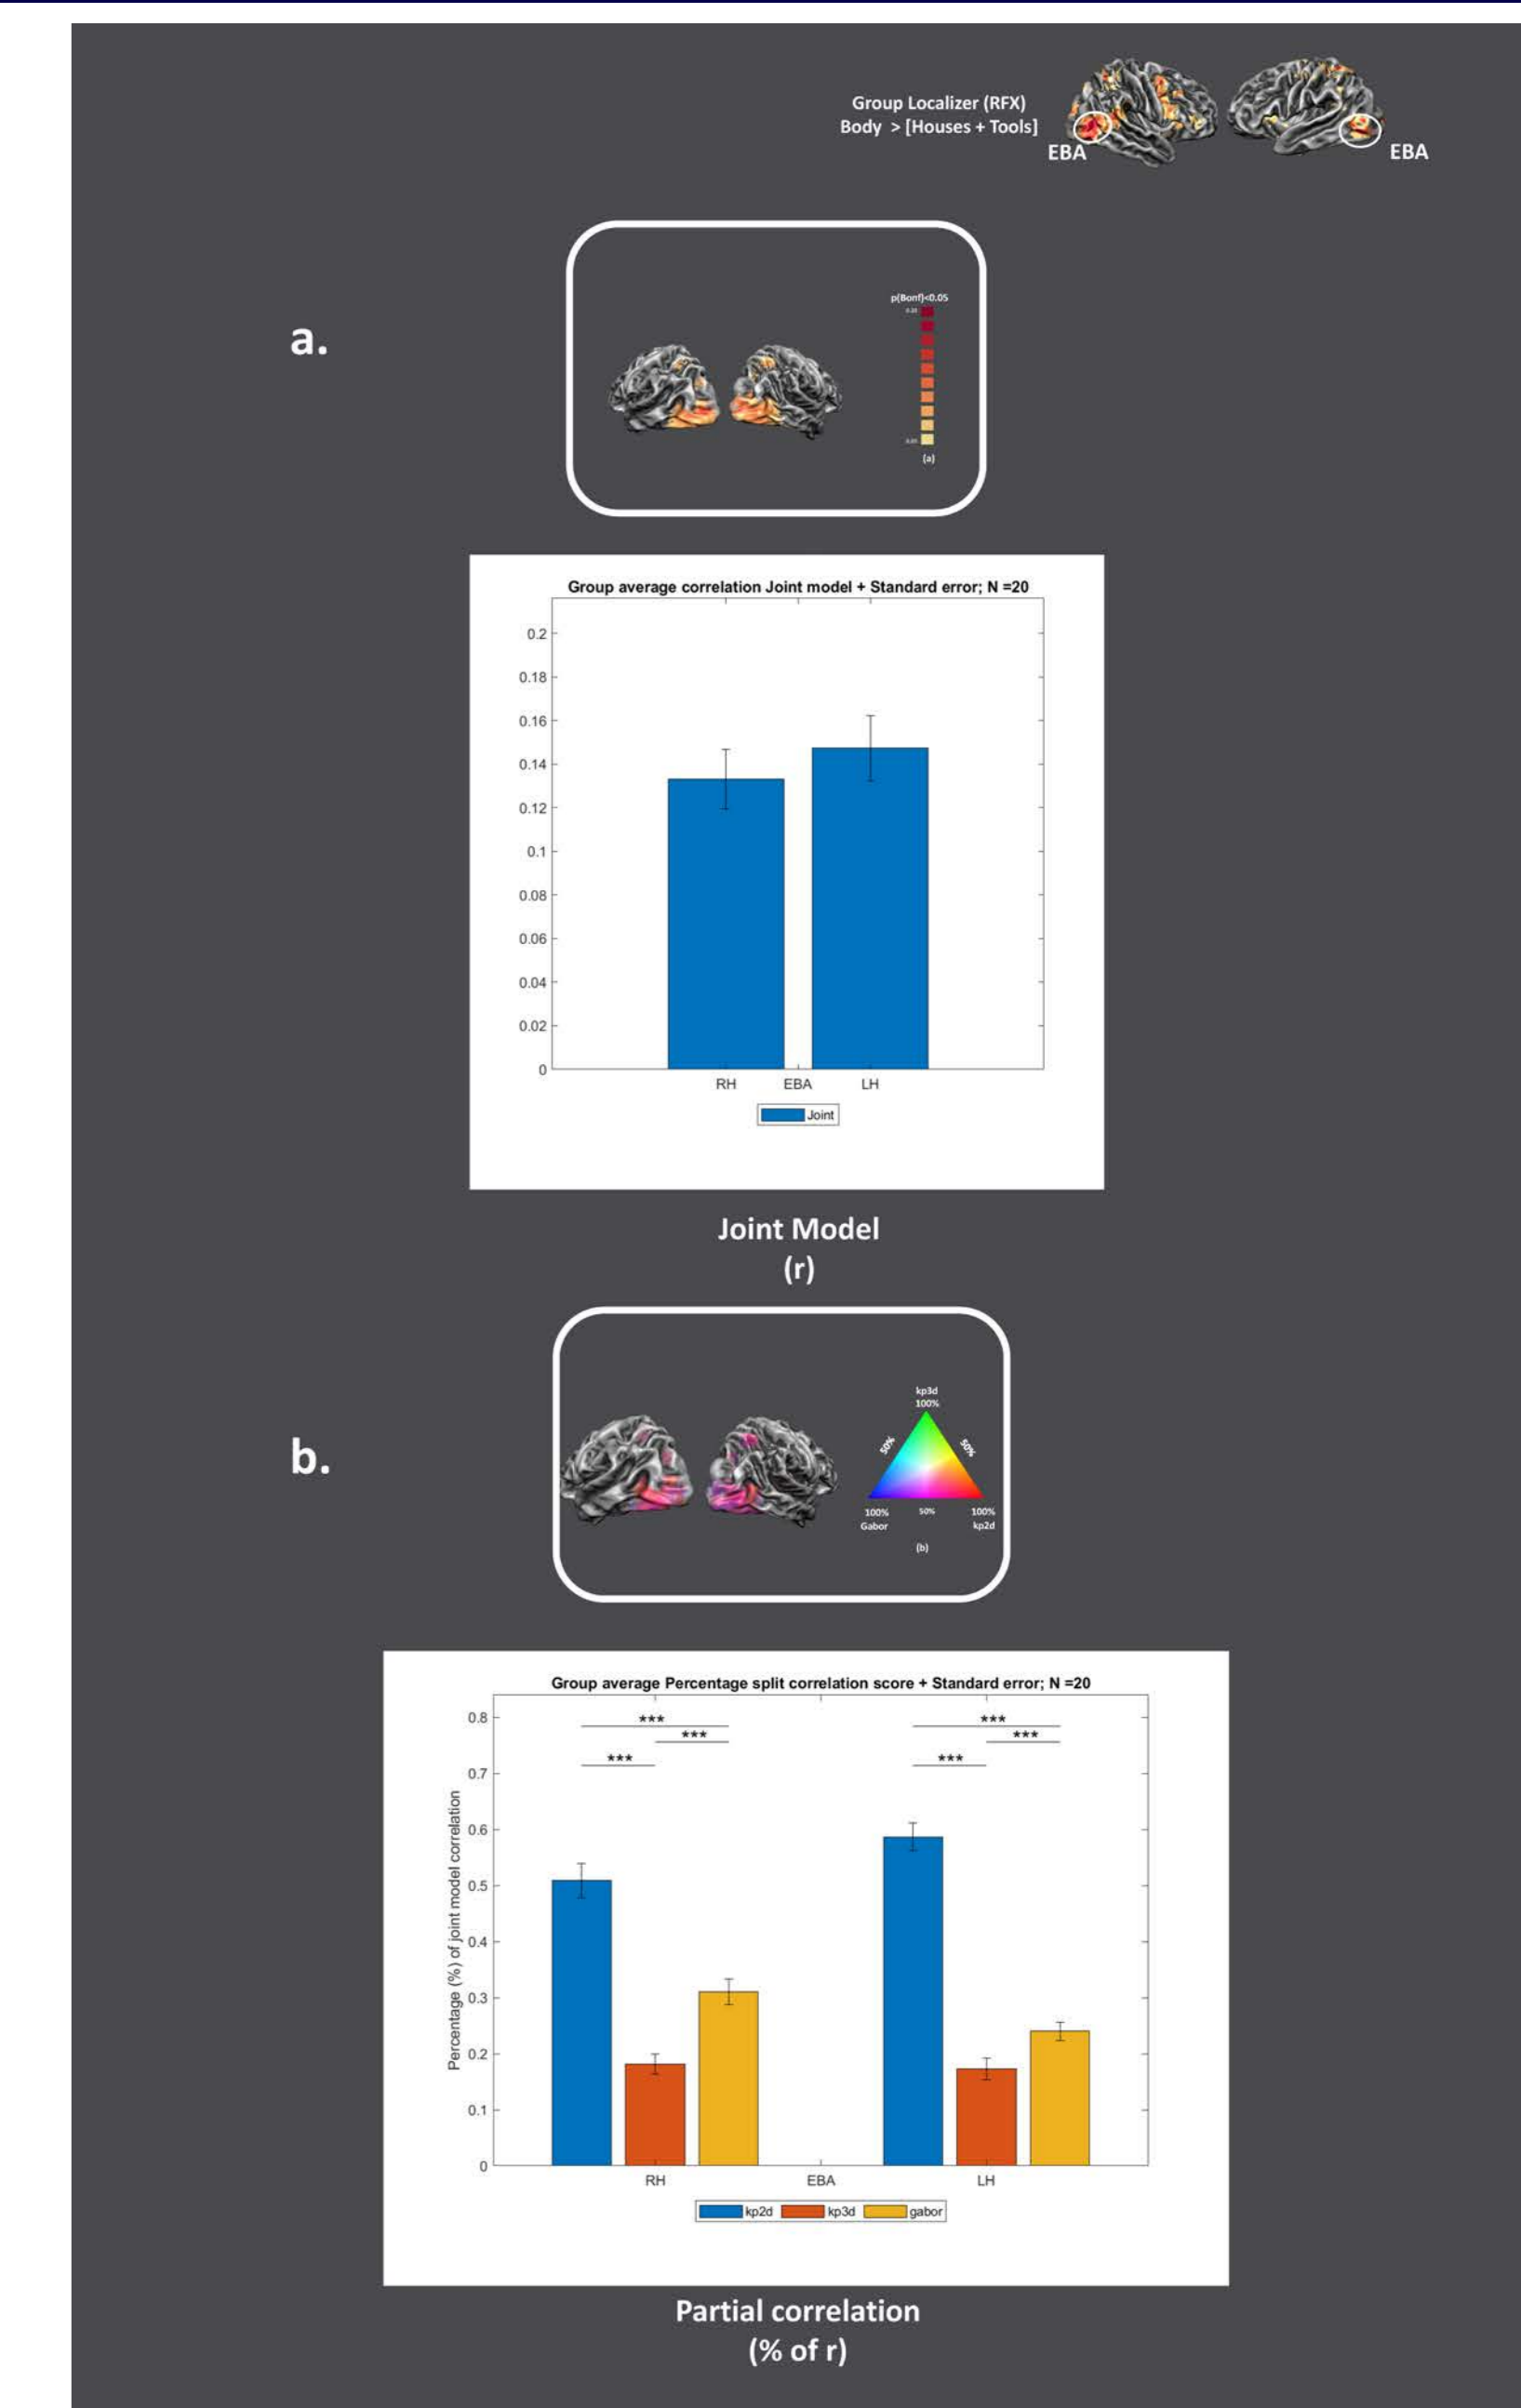 Group Localizer (RFX)
Body > [Houses + Tools]
EBA
EBA
a.
p(Bonf)<0.05
(a)
Group average correlation Joint model + Standard error; N =20
0.2
0.18
0.16
0.14
0.12
0.1
0.08
0.06
0.04
0.02
0
RH EBA LH
Joint
Joint Model
(r)
b.
kp3d
100%
50%
50%
100% 50% 100%
Gabor kp2d
(b)
Group average Percentage split correlation score + Standard error; N =20
Percentage (%) of joint model correlation
0.8
0.7
0.6
0.5
0.4
0.3
0.2
0.1
0
*** ***
*** ***
*** ***
RH EBA LH
kp2d kp3d gabor
Partial correlation
(% of r)